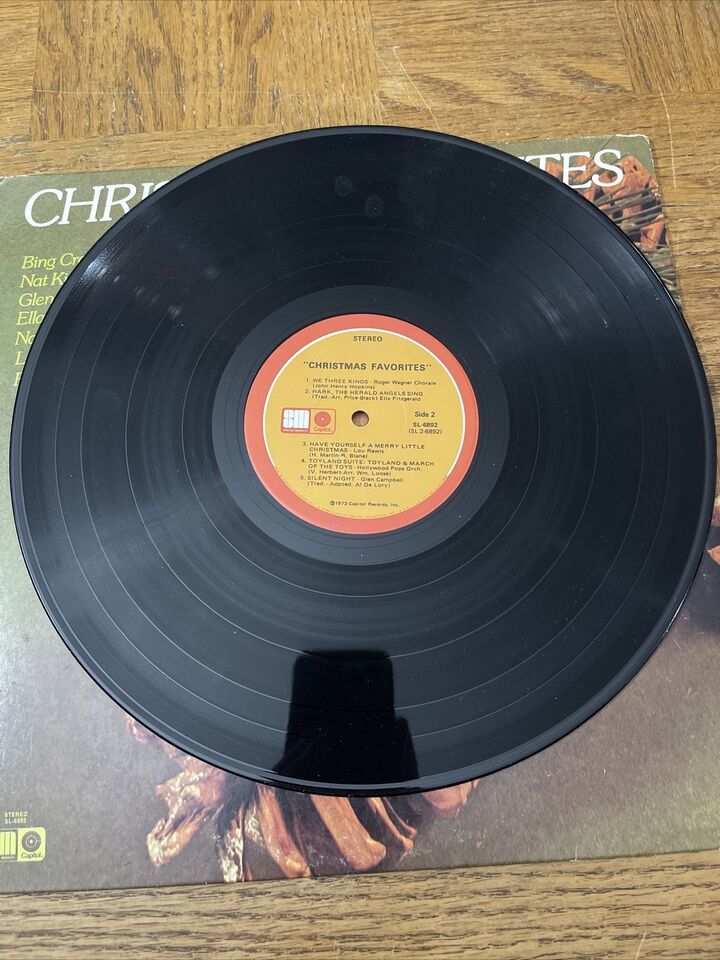 CHRIS
TES
Bing Cr
Nat Ki
Glen
Ella
STEREO
"CHRISTMAS FAVORITES"
1. WE THREE KINGS - Roger Wagner Chorale
(John Henry Hopkins)
2. HARK, THE HERALD ANGELS SING
(Trad.-Arr. Price-Black) Ella Fitzgerald
SM
Capitol
Side 2
SL-6892
(SL 2-6892)
3. HAVE YOURSELF A MERRY LITTLE
CHRISTMAS - Lou Rawls
(H. Martin-R. Blane)
4. TOYLAND SUITE: TOYLAND & MARCH
OF THE TOYS - Hollywood Pops Orch.
(V. Herbert-Arr. Wm. Loose)
5. SILENT NIGHT - Glen Campbell
(Trad. - Adpted. Al De Lory)
℗1973 Capitol Records, Inc.
STEREO
SL-6892
M
Capitol